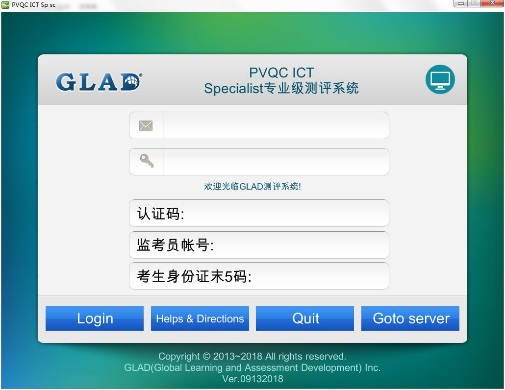 PVQC ICT Sp
GLAD
PVQC ICT
Specialist专业级测评系统
欢迎光临GLAD测评系统!
认证码:
监考员帐号:
考生身份证末5码:
Login
Helps & Directions
Quit
Goto server
Copyright © 2013~2018 All rights reserved.
GLAD(Global Learning and Assessment Development) Inc.
Ver.09132018